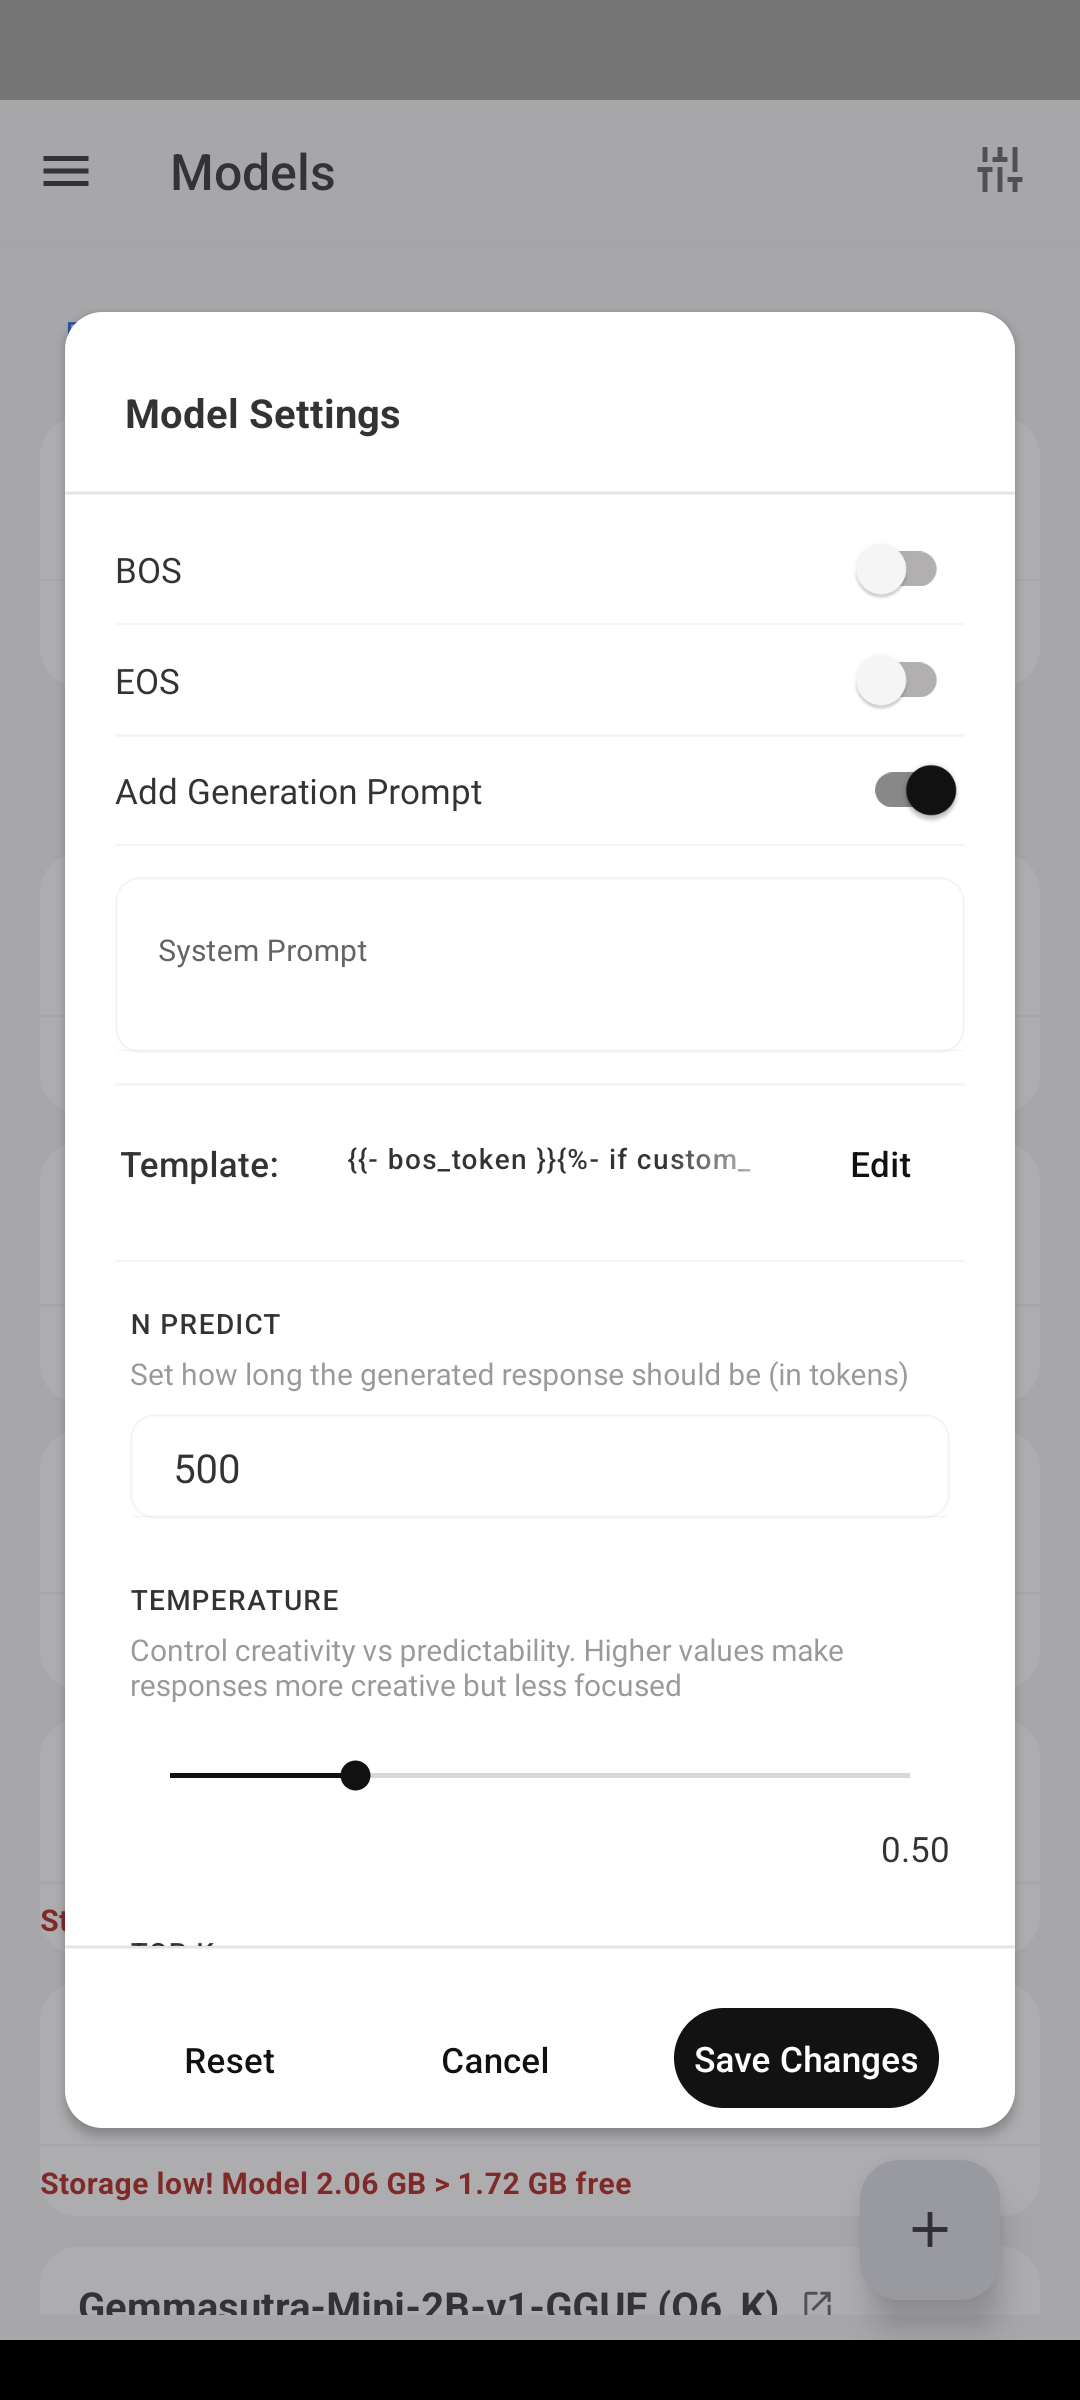 Models
Model Settings
BOS
EOS
Add Generation Prompt
System Prompt
Template: {{- bos_token }}{%- if custom_ Edit
N PREDICT
Set how long the generated response should be (in tokens)
500
TEMPERATURE
Control creativity vs predictability. Higher values make
responses more creative but less focused
0.50
St
Reset Cancel Save Changes
Storage low! Model 2.06 GB > 1.72 GB free
Gemmasutra-Mini-2B-v1-GGUF (Q6_K)